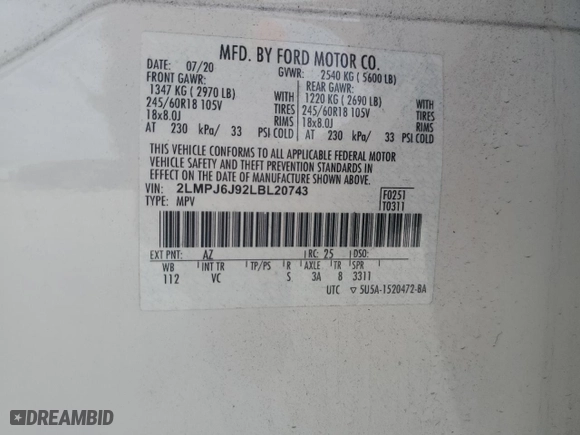 MFD. BY FORD MOTOR CO.
07/20 GVWR: 2540 KG ( 5600 LB)
FRONT GAWR: REAR GAWR:
1347 KG ( 2970 LB) WITH 1220 KG ( 2690 LB) WITH
245/60R18 105V TIRES 245/60R18 105V TIRES
18x8.0J RIMS 18x8.0J RIMS
AT 230 kPa/ 33 PSI COLD AT 230 kPa/ 33 PSI COLD
THIS VEHICLE CONFORMS TO ALL APPLICABLE FEDERAL MOTOR
VEHICLE SAFETY AND THEFT PREVENTION STANDARDS IN
EFFECT ON THE DATE OF MANUFACTURE SHOWN ABOVE.
VIN: 2LMPJ6J92LBL20743 F0251
TYPE: MPV T0311
EXT PNT: AZ RC: 25 DSO:
WB INT TR TP/PS R AXLE TR SPR
112 VC S 3A 8 3311
UTC ▽ 5U5A-1520472-BA
DREAMBID